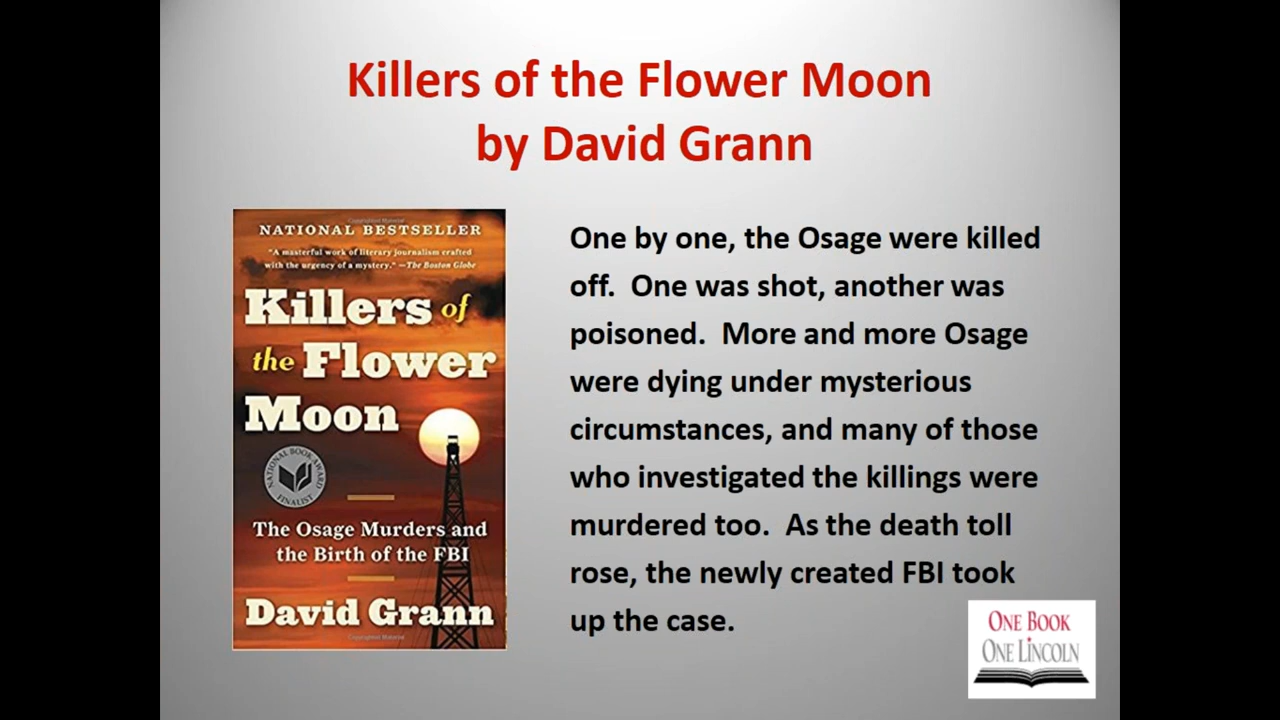 Killers of the Flower Moon
by David Grann
Copyrighted Material
NATIONAL BESTSELLER
"A masterful work of literary journalism crafted
with the urgency of a mystery." —The Boston Globe
Killers of
the Flower
Moon
NATIONAL BOOK AWARD
FINALIST
The Osage Murders and
the Birth of the FBI
David Grann
Copyrighted Material
One by one, the Osage were killed
off.  One was shot, another was
poisoned.  More and more Osage
were dying under mysterious
circumstances, and many of those
who investigated the killings were
murdered too.  As the death toll
rose, the newly created FBI took
up the case.
ONE BOOK
ONE LINCOLN